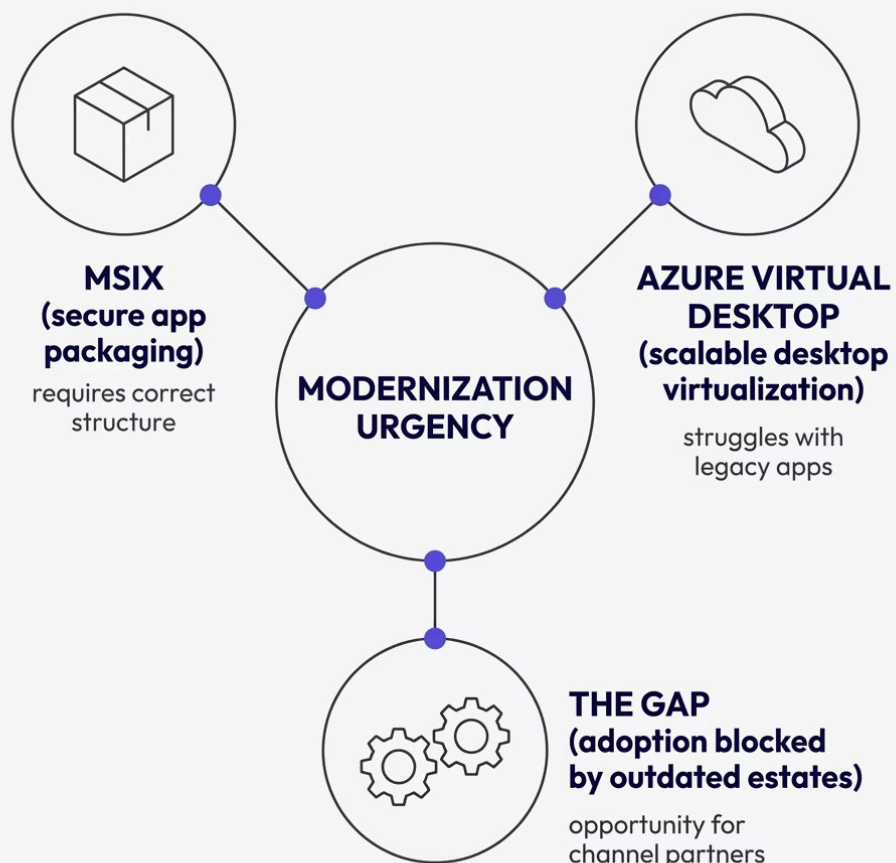 MSIX
(secure app
packaging)
requires correct
structure
AZURE VIRTUAL
DESKTOP
(scalable desktop
virtualization)
struggles with
legacy apps
MODERNIZATION
URGENCY
THE GAP
(adoption blocked
by outdated estates)
opportunity for
channel partners